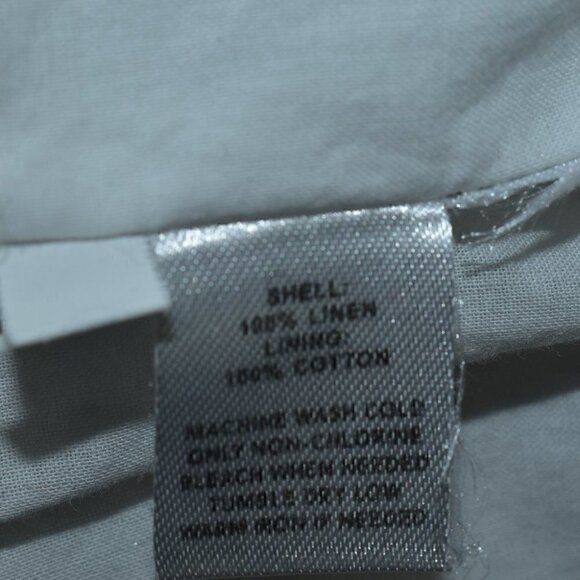 SHELL:
100% LINEN
LINING:
100% COTTON
MACHINE WASH COLD
ONLY NON-CHLORINE
BLEACH WHEN NEEDED
TUMBLE DRY LOW
WARM IRON IF NEEDED